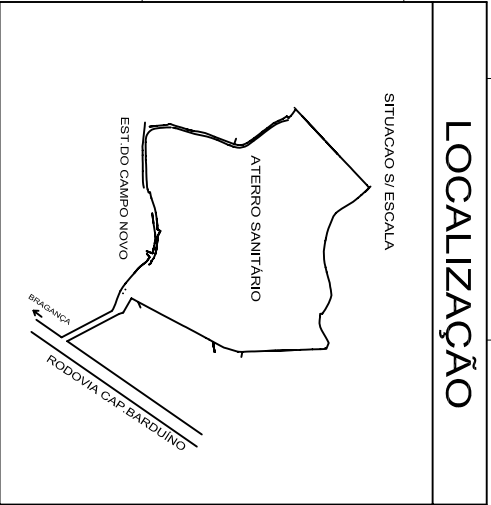 LOCALIZAÇÃO
SITUACAO S/ ESCALA
ATERRO SANITÁRIO
EST.DO CAMPO NOVO
BRAGANÇA
RODOVIA CAP.BARDUÍNO